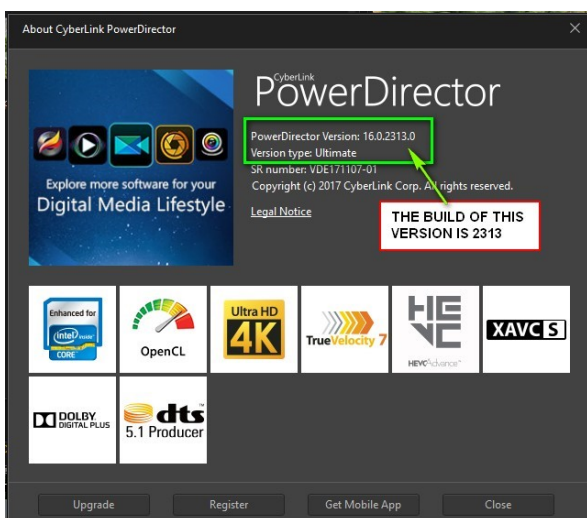 About CyberLink PowerDirector
CyberLink
PowerDirector
PowerDirector Version: 16.0.2313.0
Version type: Ultimate
SR number: VDE171107-01
Copyright (c) 2017 CyberLink Corp. All rights reserved.
Legal Notice
THE BUILD OF THIS
VERSION IS 2313
Explore more software for your
Digital Media Lifestyle
Enhanced for
intel
CORE
OpenCL
Ultra HD
4K
TrueVelocity 7
HEVC
HEVCAdvance
XAVC S
DOLBY
DIGITAL PLUS
dts
5.1 Producer
Upgrade
Register
Get Mobile App
Close